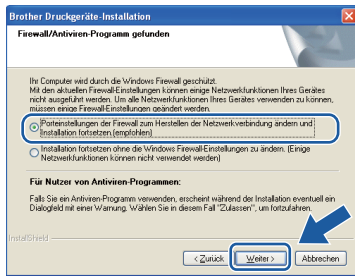 Brother Druckgeräte-Installation
Firewall/Antiviren-Programm gefunden
Ihr Computer wird durch die Windows Firewall geschützt.
Mit den aktuellen Firewall-Einstellungen können einige Netzwerkfunktionen Ihres Gerätes
nicht ausgeführt werden. Um alle Netzwerkfunktionen Ihres Gerätes verwenden zu können,
müssen einige Firewall-Einstellungen geändert werden.
Porteinstellungen der Firewall zum Herstellen der Netzwerkverbindung ändern und
Installation fortsetzen.(empfohlen)
Installation fortsetzen ohne die Windows Firewall-Einstellungen zu ändern. (Einige
Netzwerkfunktionen können nicht verwendet werden)
Für Nutzer von Antiviren-Programmen:
Falls Sie ein Antiviren-Programm verwenden, erscheint während der Installation eventuell ein
Dialogfeld mit einer Warnung. Wählen Sie in diesem Fall "Zulassen", um fortzufahren.
InstallShield
< Zurück
Weiter >
Abbrechen